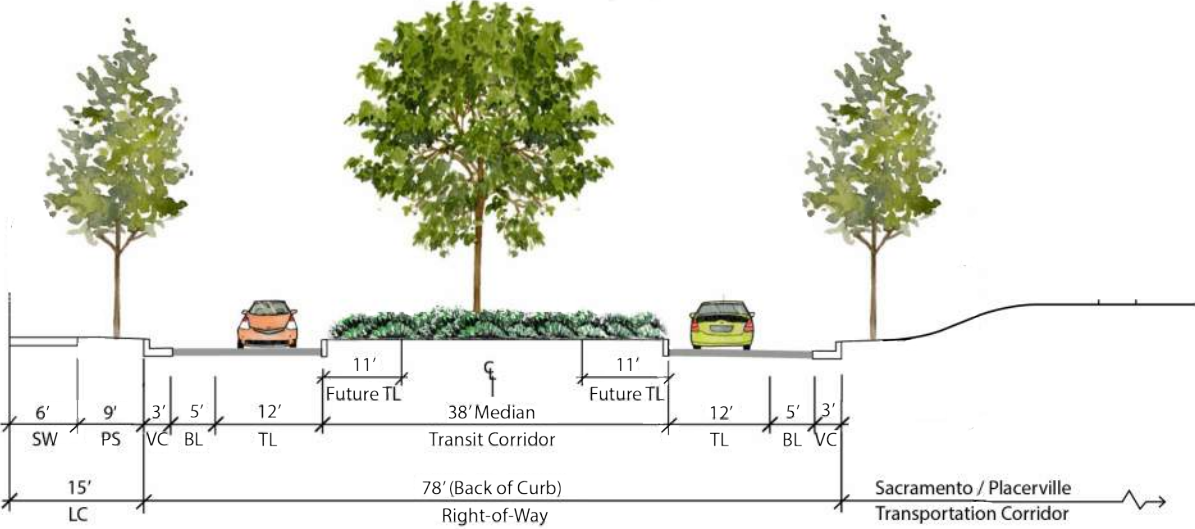 11’
℄
11’
Future TL
Future TL
6’ 9’ 3’ 5’ 12’ 38’ Median 12’ 5’ 3’
SW PS VC BL TL Transit Corridor TL BL VC
15’ 78’ (Back of Curb) Sacramento / Placerville
LC Right-of-Way Transportation Corridor